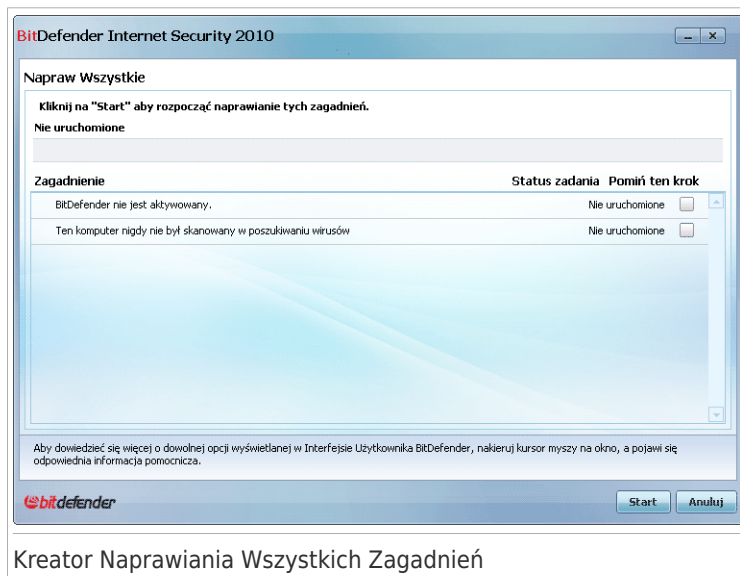 BitDefender Internet Security 2010
Napraw Wszystkie
Kliknij na "Start" aby rozpocząć naprawianie tych zagadnień.
Nie uruchomione
Zagadnienie Status zadania Pomiń ten krok
BitDefender nie jest aktywowany. Nie uruchomione
Ten komputer nigdy nie był skanowany w poszukiwaniu wirusów Nie uruchomione
Aby dowiedzieć się więcej o dowolnej opcji wyświetlanej w Interfejsie Użytkownika BitDefender, nakieruj kursor myszy na okno, a pojawi się
odpowiednia informacja pomocnicza.
bitdefender Start Anuluj
Kreator Naprawiania Wszystkich Zagadnień